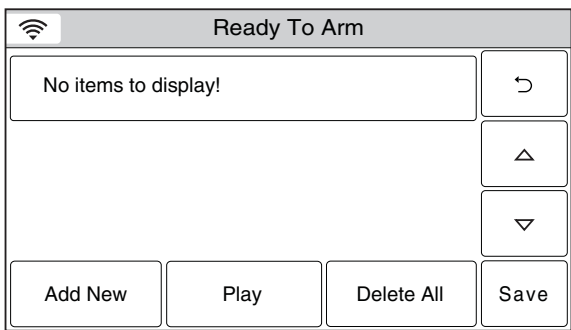 Ready To Arm
No items to display!
Add New
Play
Delete All
Save